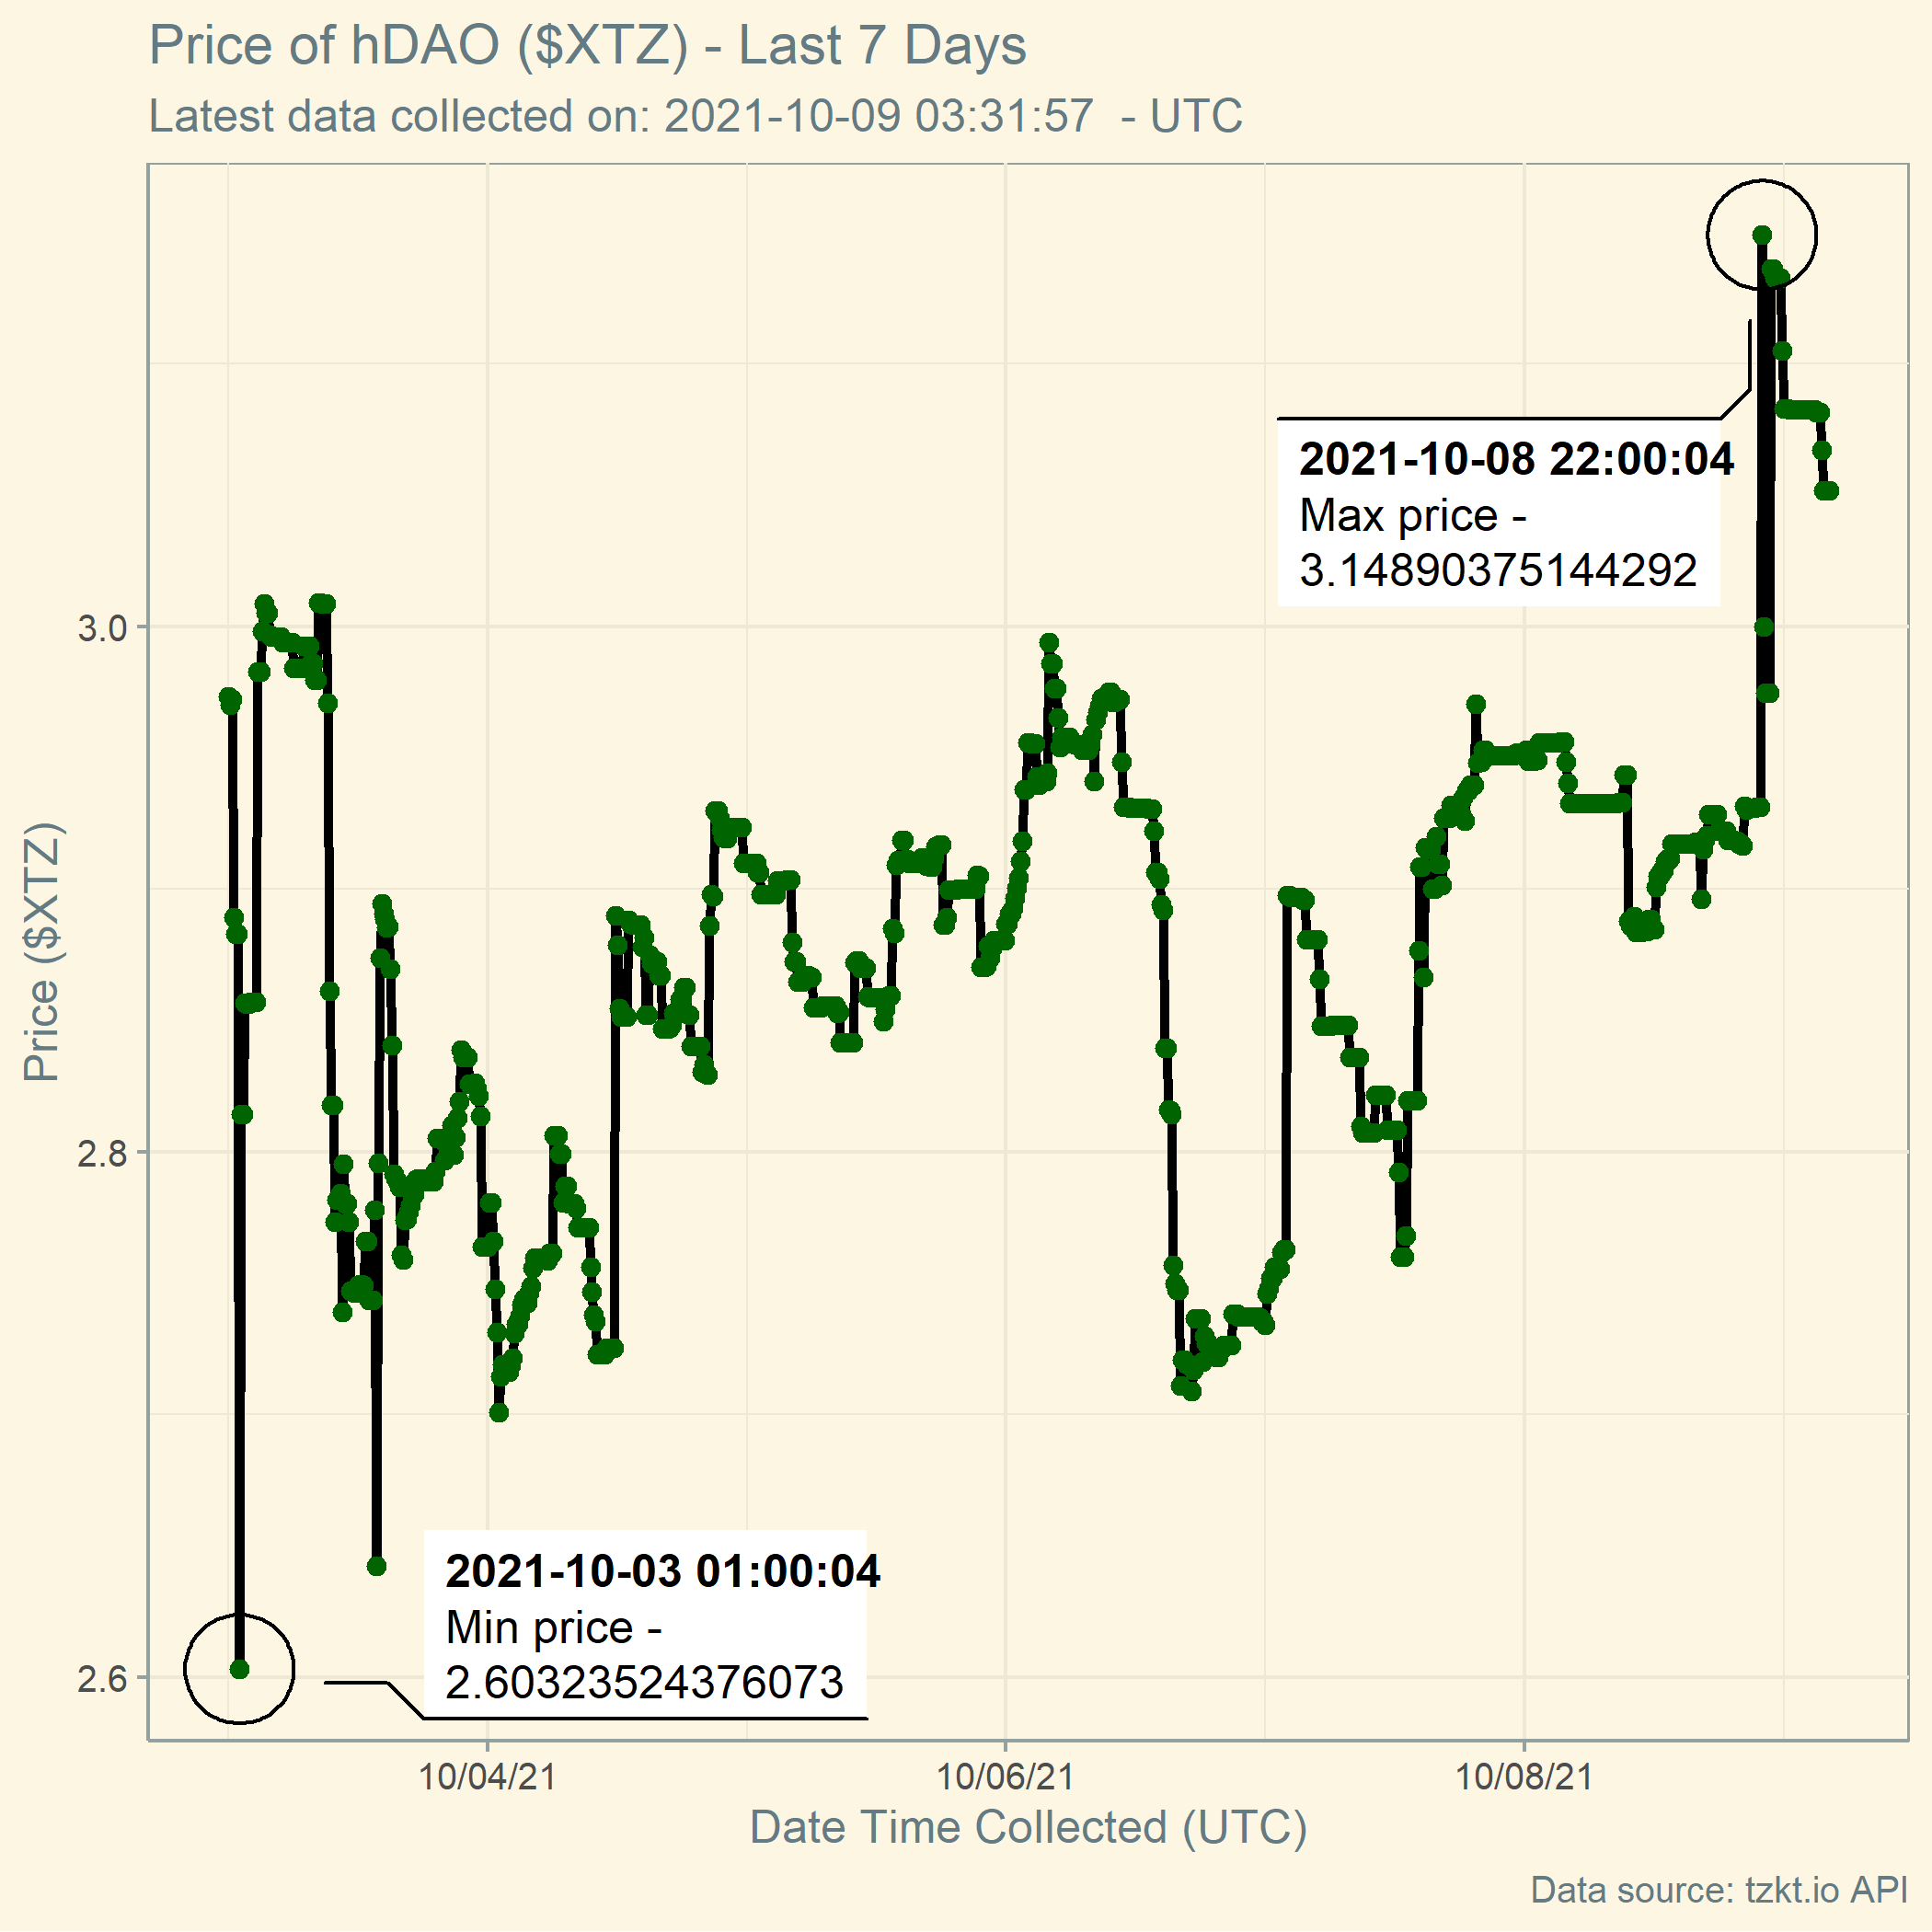 Price of hDAO ($XTZ) - Last 7 Days
Latest data collected on: 2021-10-09 03:31:57  - UTC
2021-10-08 22:00:04
Max price -
3.14890375144292
3.0
Price ($XTZ)
2.8
2021-10-03 01:00:04
Min price -
2.60323524376073
2.6
10/04/21
10/06/21
10/08/21
Date Time Collected (UTC)
Data source: tzkt.io API